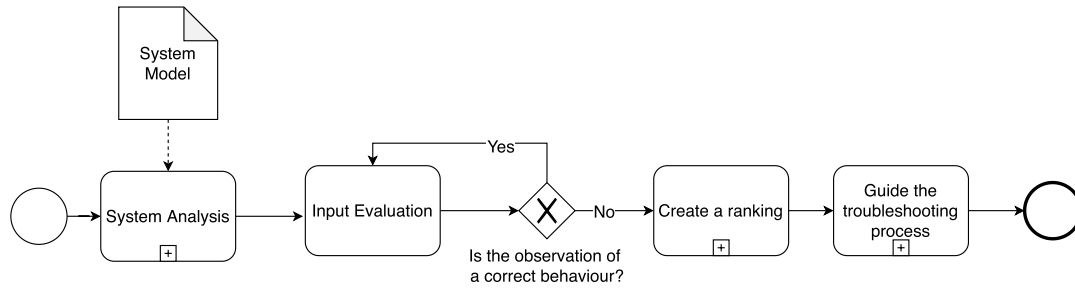 System
Model
System Analysis
+
Input Evaluation
Yes
X
No
Is the observation of
a correct behaviour?
Create a ranking
+
Guide the
troubleshooting
process
+